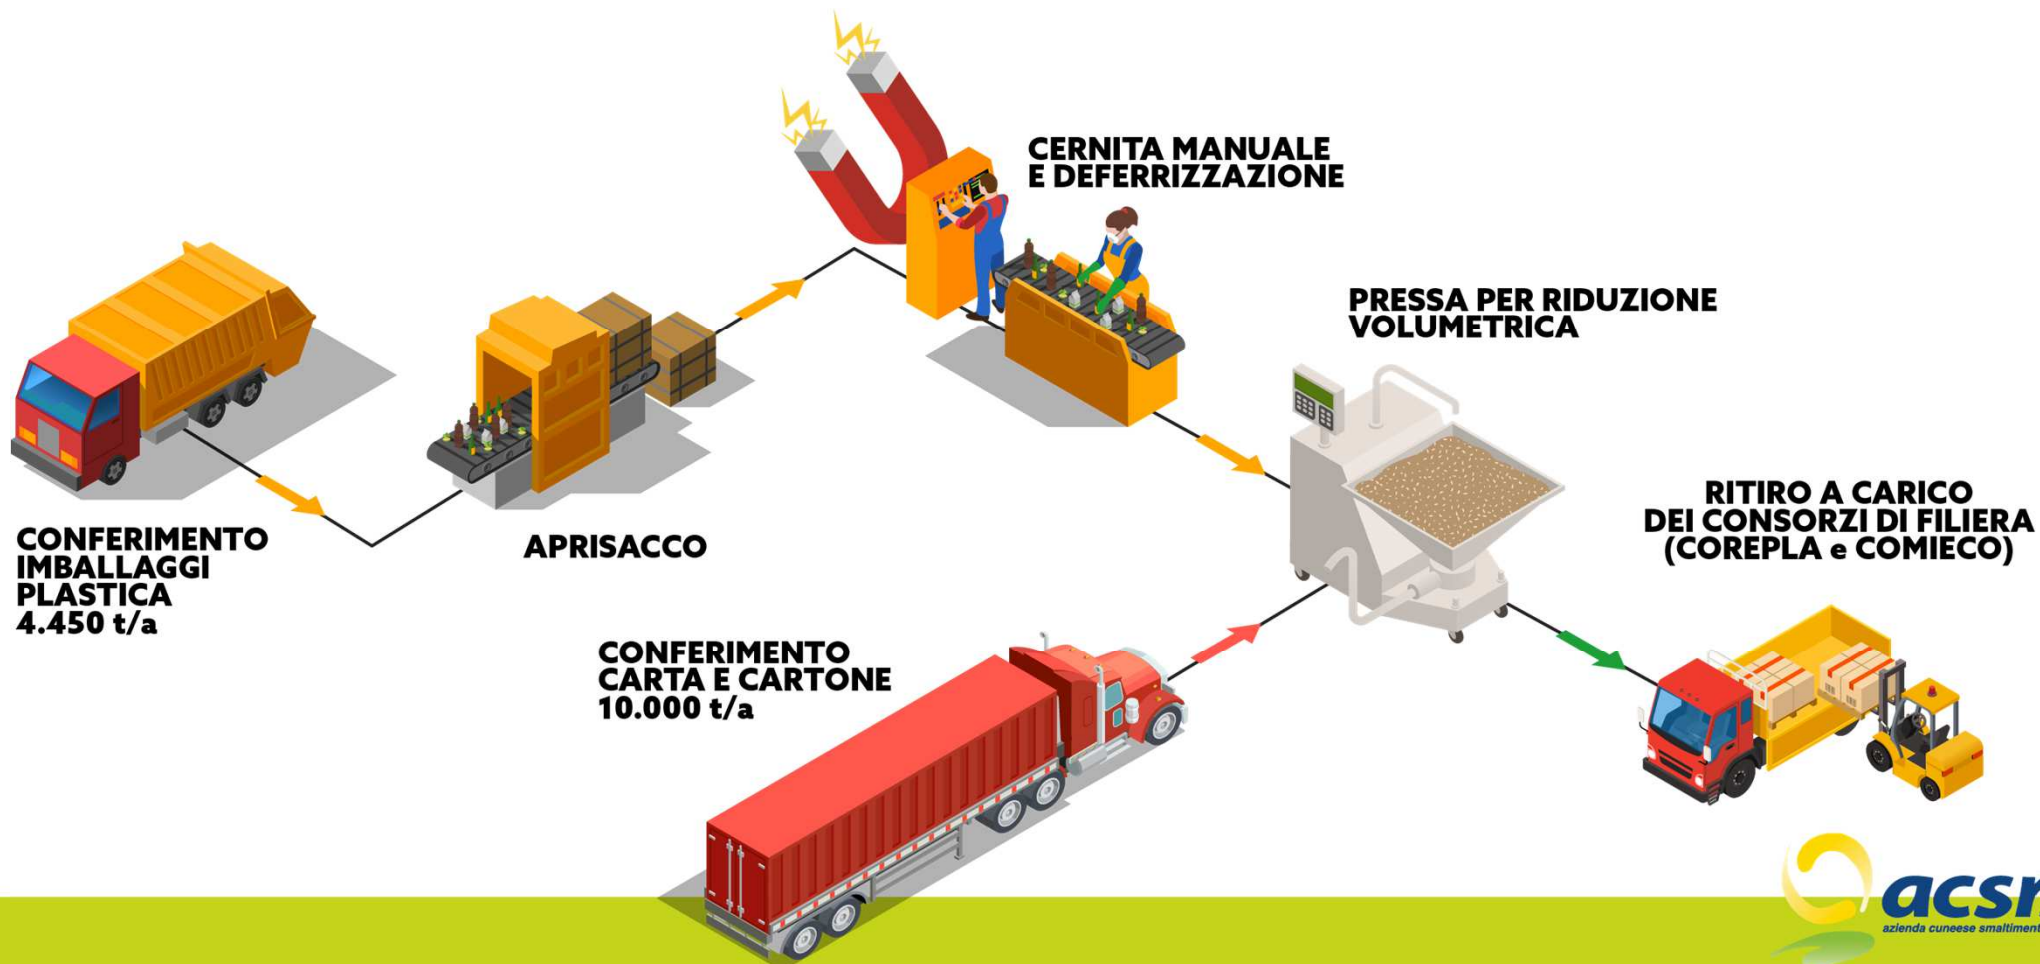 CERNITA MANUALE
E DEFERRIZZAZIONE
PRESSA PER RIDUZIONE
VOLUMETRICA
RITIRO A CARICO
DEI CONSORZI DI FILIERA
(COREPLA e COMIECO)
CONFERIMENTO
IMBALLAGGI
PLASTICA
4.450 t/a
APRISACCO
CONFERIMENTO
CARTA E CARTONE
10.000 t/a
acsr
azienda cuneese smaltiment